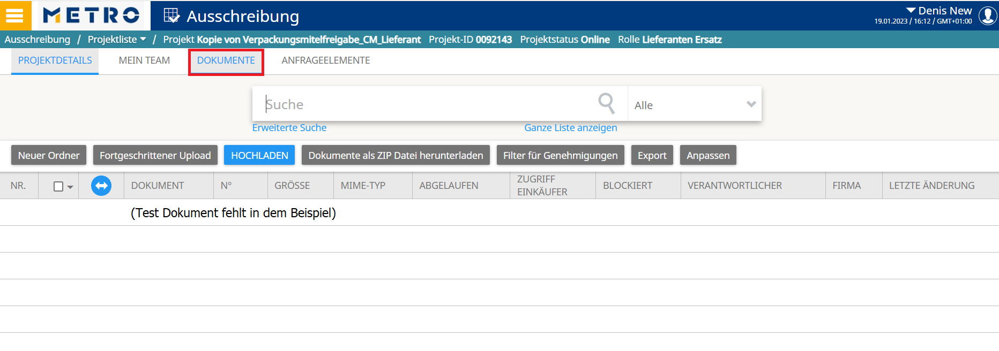 METRO
Ausschreibung
Denis New
19.01.2023 / 16:12 / GMT+01:00
Ausschreibung / Projektliste / Projekt Kopie von Verpackungsmitelfreigabe_CM_Lieferant Projekt-ID 0092143 Projektstatus Online Rolle Lieferanten Ersatz
PROJEKTDETAILS MEIN TEAM DOKUMENTE ANFRAGEELEMENTE
Suche Alle
Erweiterte Suche Ganze Liste anzeigen
Neuer Ordner Fortgeschrittener Upload HOCHLADEN Dokumente als ZIP Datei herunterladen Filter für Genehmigungen Export Anpassen
NR. DOKUMENT N° GRÖSSE MIME-TYP ABGELAUFEN ZUGRIFF EINKÄUFER BLOCKIERT VERANTWORTLICHER FIRMA LETZTE ÄNDERUNG
(Test Dokument fehlt in dem Beispiel)